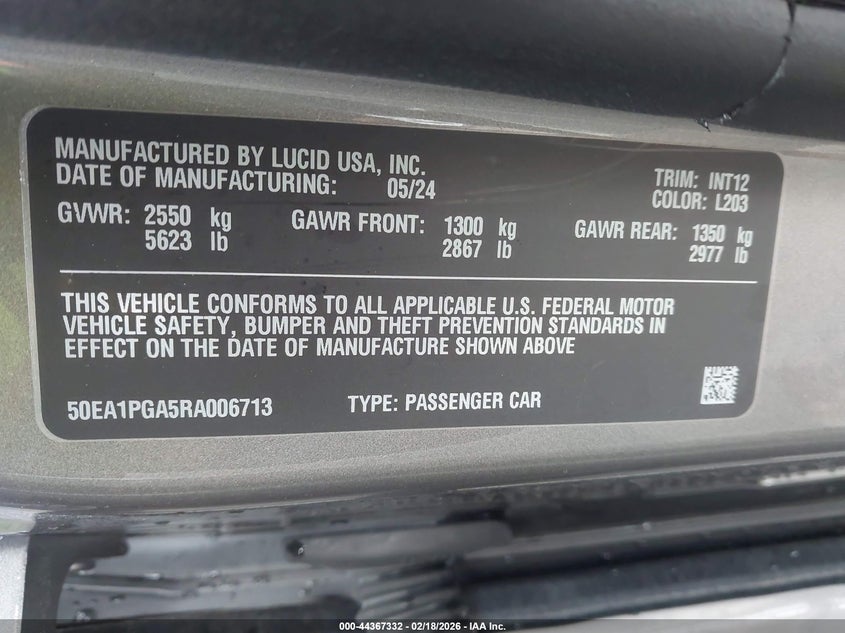 MANUFACTURED BY LUCID USA, INC.
DATE OF MANUFACTURING: 05/24
TRIM: INT12
COLOR: L203
GVWR: 2550 kg GAWR FRONT: 1300 kg GAWR REAR: 1350 kg
5623 lb 2867 lb 2977 lb
THIS VEHICLE CONFORMS TO ALL APPLICABLE U.S. FEDERAL MOTOR
VEHICLE SAFETY, BUMPER AND THEFT PREVENTION STANDARDS IN
EFFECT ON THE DATE OF MANUFACTURE SHOWN ABOVE
50EA1PGA5RA006713 TYPE: PASSENGER CAR
000-44367332 | 02/18/2026 - IAA Inc.